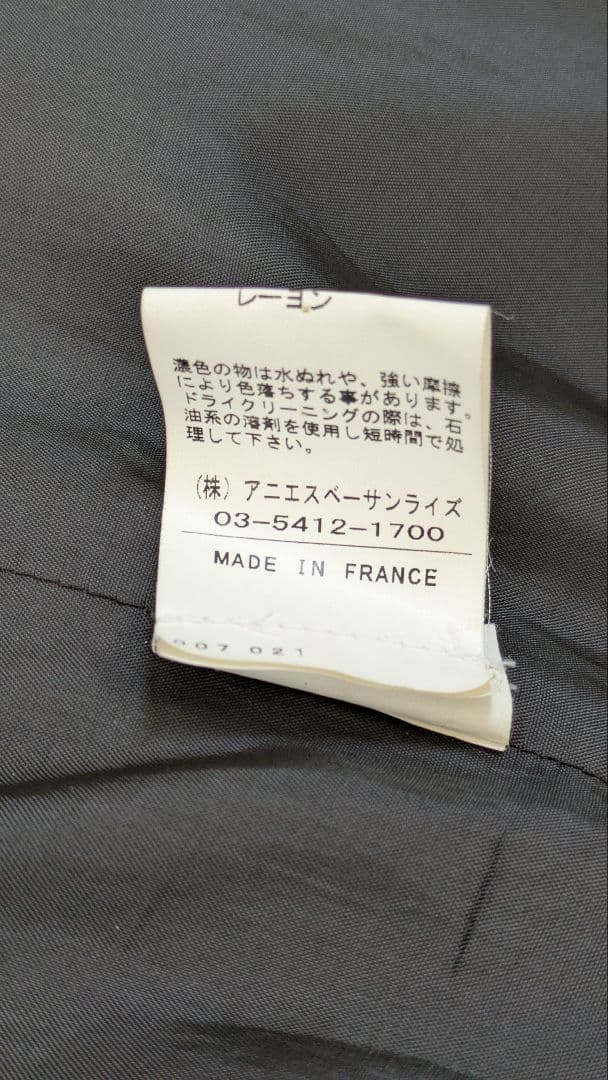 レーヨン
濃色の物は水ぬれや、強い摩擦
により色落ちする事があります。
ドライクリーニングの際は、石
油系の溶剤を使用し短時間で処
理して下さい。
(株) アニエスベーサンライズ
03-5412-1700
MADE IN FRANCE
007 021